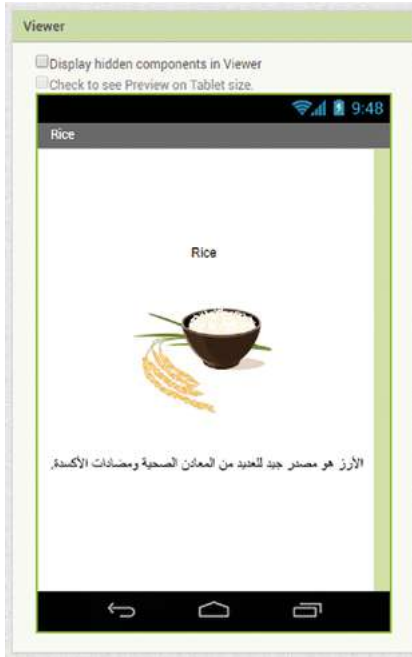 Viewer
Display hidden components in Viewer
Check to see Preview on Tablet size.
9:48
Rice
Rice
الأرز هو مصدر جيد للعديد من المعادن الصحية ومضادات الأكسدة.